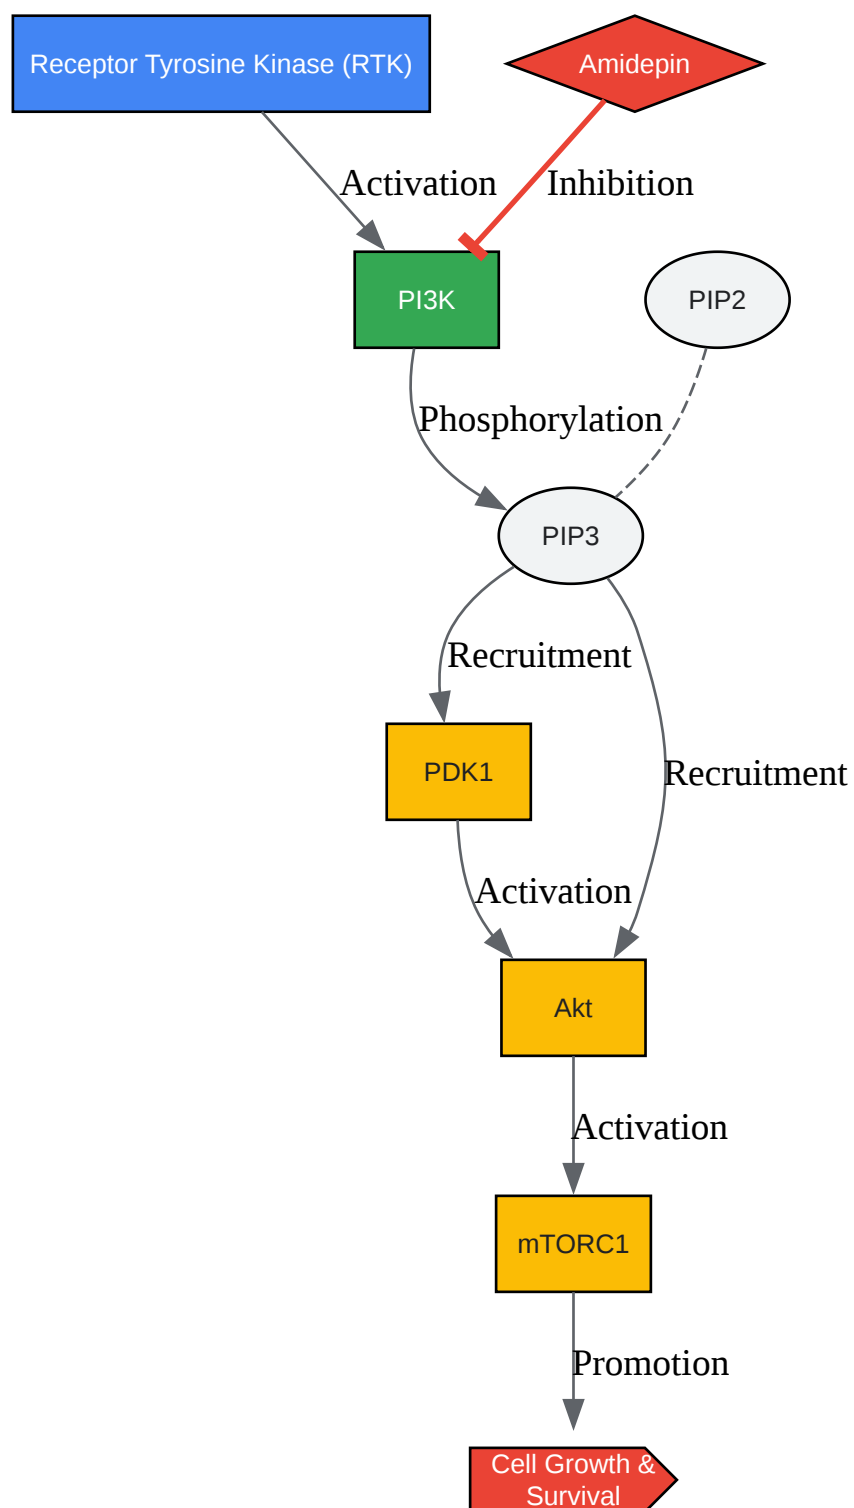 Receptor Tyrosine Kinase (RTK)
Amidepin
Activation
Inhibition
PI3K
PIP2
Phosphorylation
PIP3
Recruitment
PDK1
Recruitment
Activation
Akt
Activation
mTORC1
Promotion
Cell Growth &
Survival